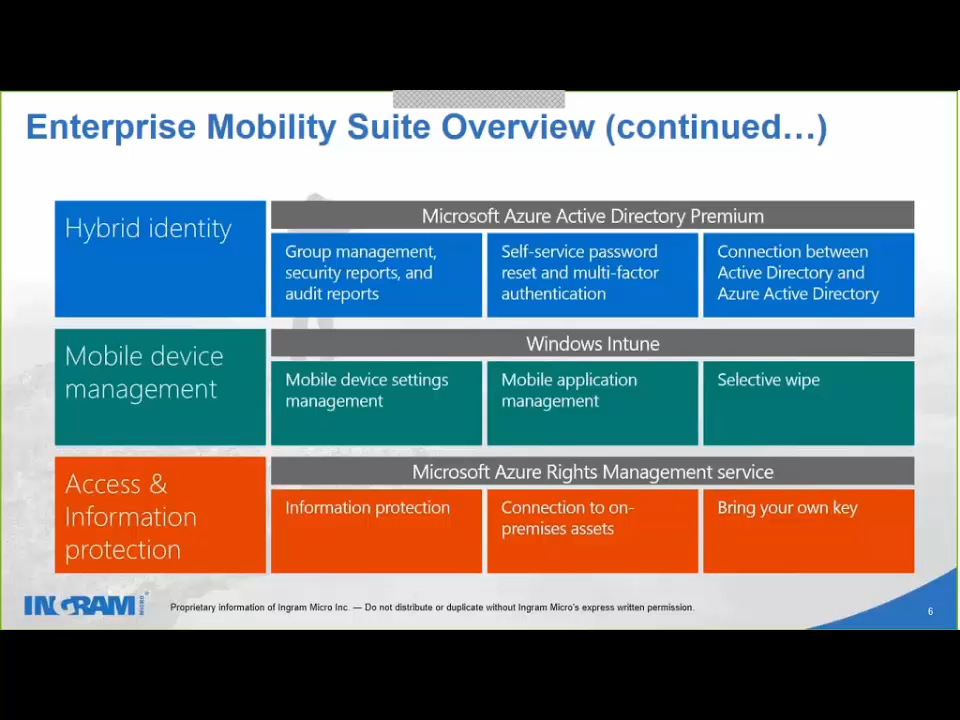 Enterprise Mobility Suite Overview (continued...)
Hybrid identity
Microsoft Azure Active Directory Premium
Group management,
security reports, and
audit reports
Self-service password
reset and multi-factor
authentication
Connection between
Active Directory and
Azure Active Directory
Mobile device
management
Windows Intune
Mobile device settings
management
Mobile application
management
Selective wipe
Access &
Information
protection
Microsoft Azure Rights Management service
Information protection
Connection to on-
premises assets
Bring your own key
INGRAM MICRO
Proprietary information of Ingram Micro Inc. — Do not distribute or duplicate without Ingram Micro's express written permission.
6